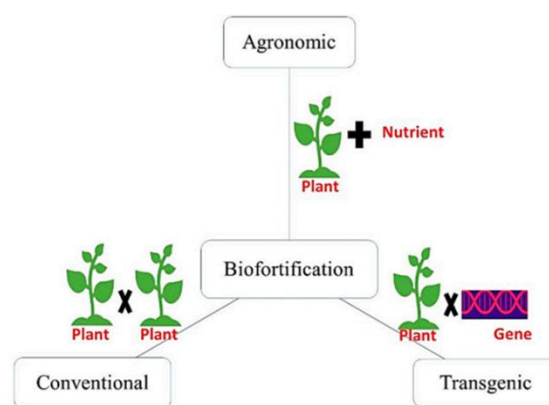 Agronomic
Nutrient
Plant
Biofortification
Plant
Plant
Plant
Gene
Conventional
Transgenic